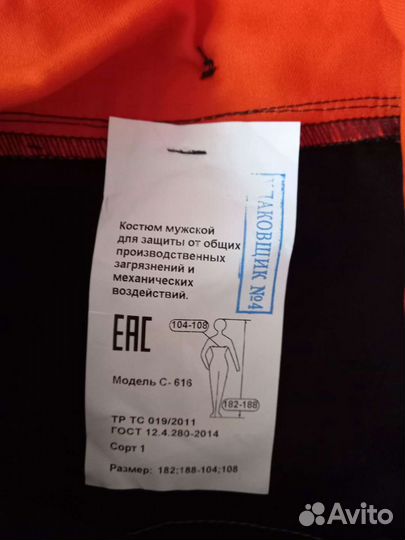 Костюм мужской
для защиты от общих
производственных
загрязнений и
механических
воздействий.
УПАКОВЩИК №4
EAC
104-108
182-188
Модель С- 616
ТР ТС 019/2011
ГОСТ 12.4.280-2014
Сорт 1
Размер: 182;188-104;108
Avito